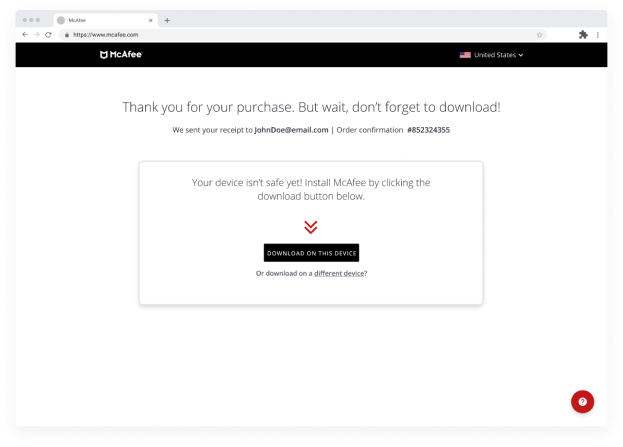 McAfee
https://www.mcafee.com
McAfee
United States
Thank you for your purchase. But wait, don't forget to download!
We sent your receipt to JohnDoe@email.com | Order confirmation #852324355
Your device isn't safe yet! Install McAfee by clicking the
download button below.
DOWNLOAD ON THIS DEVICE
Or download on a different device?
?